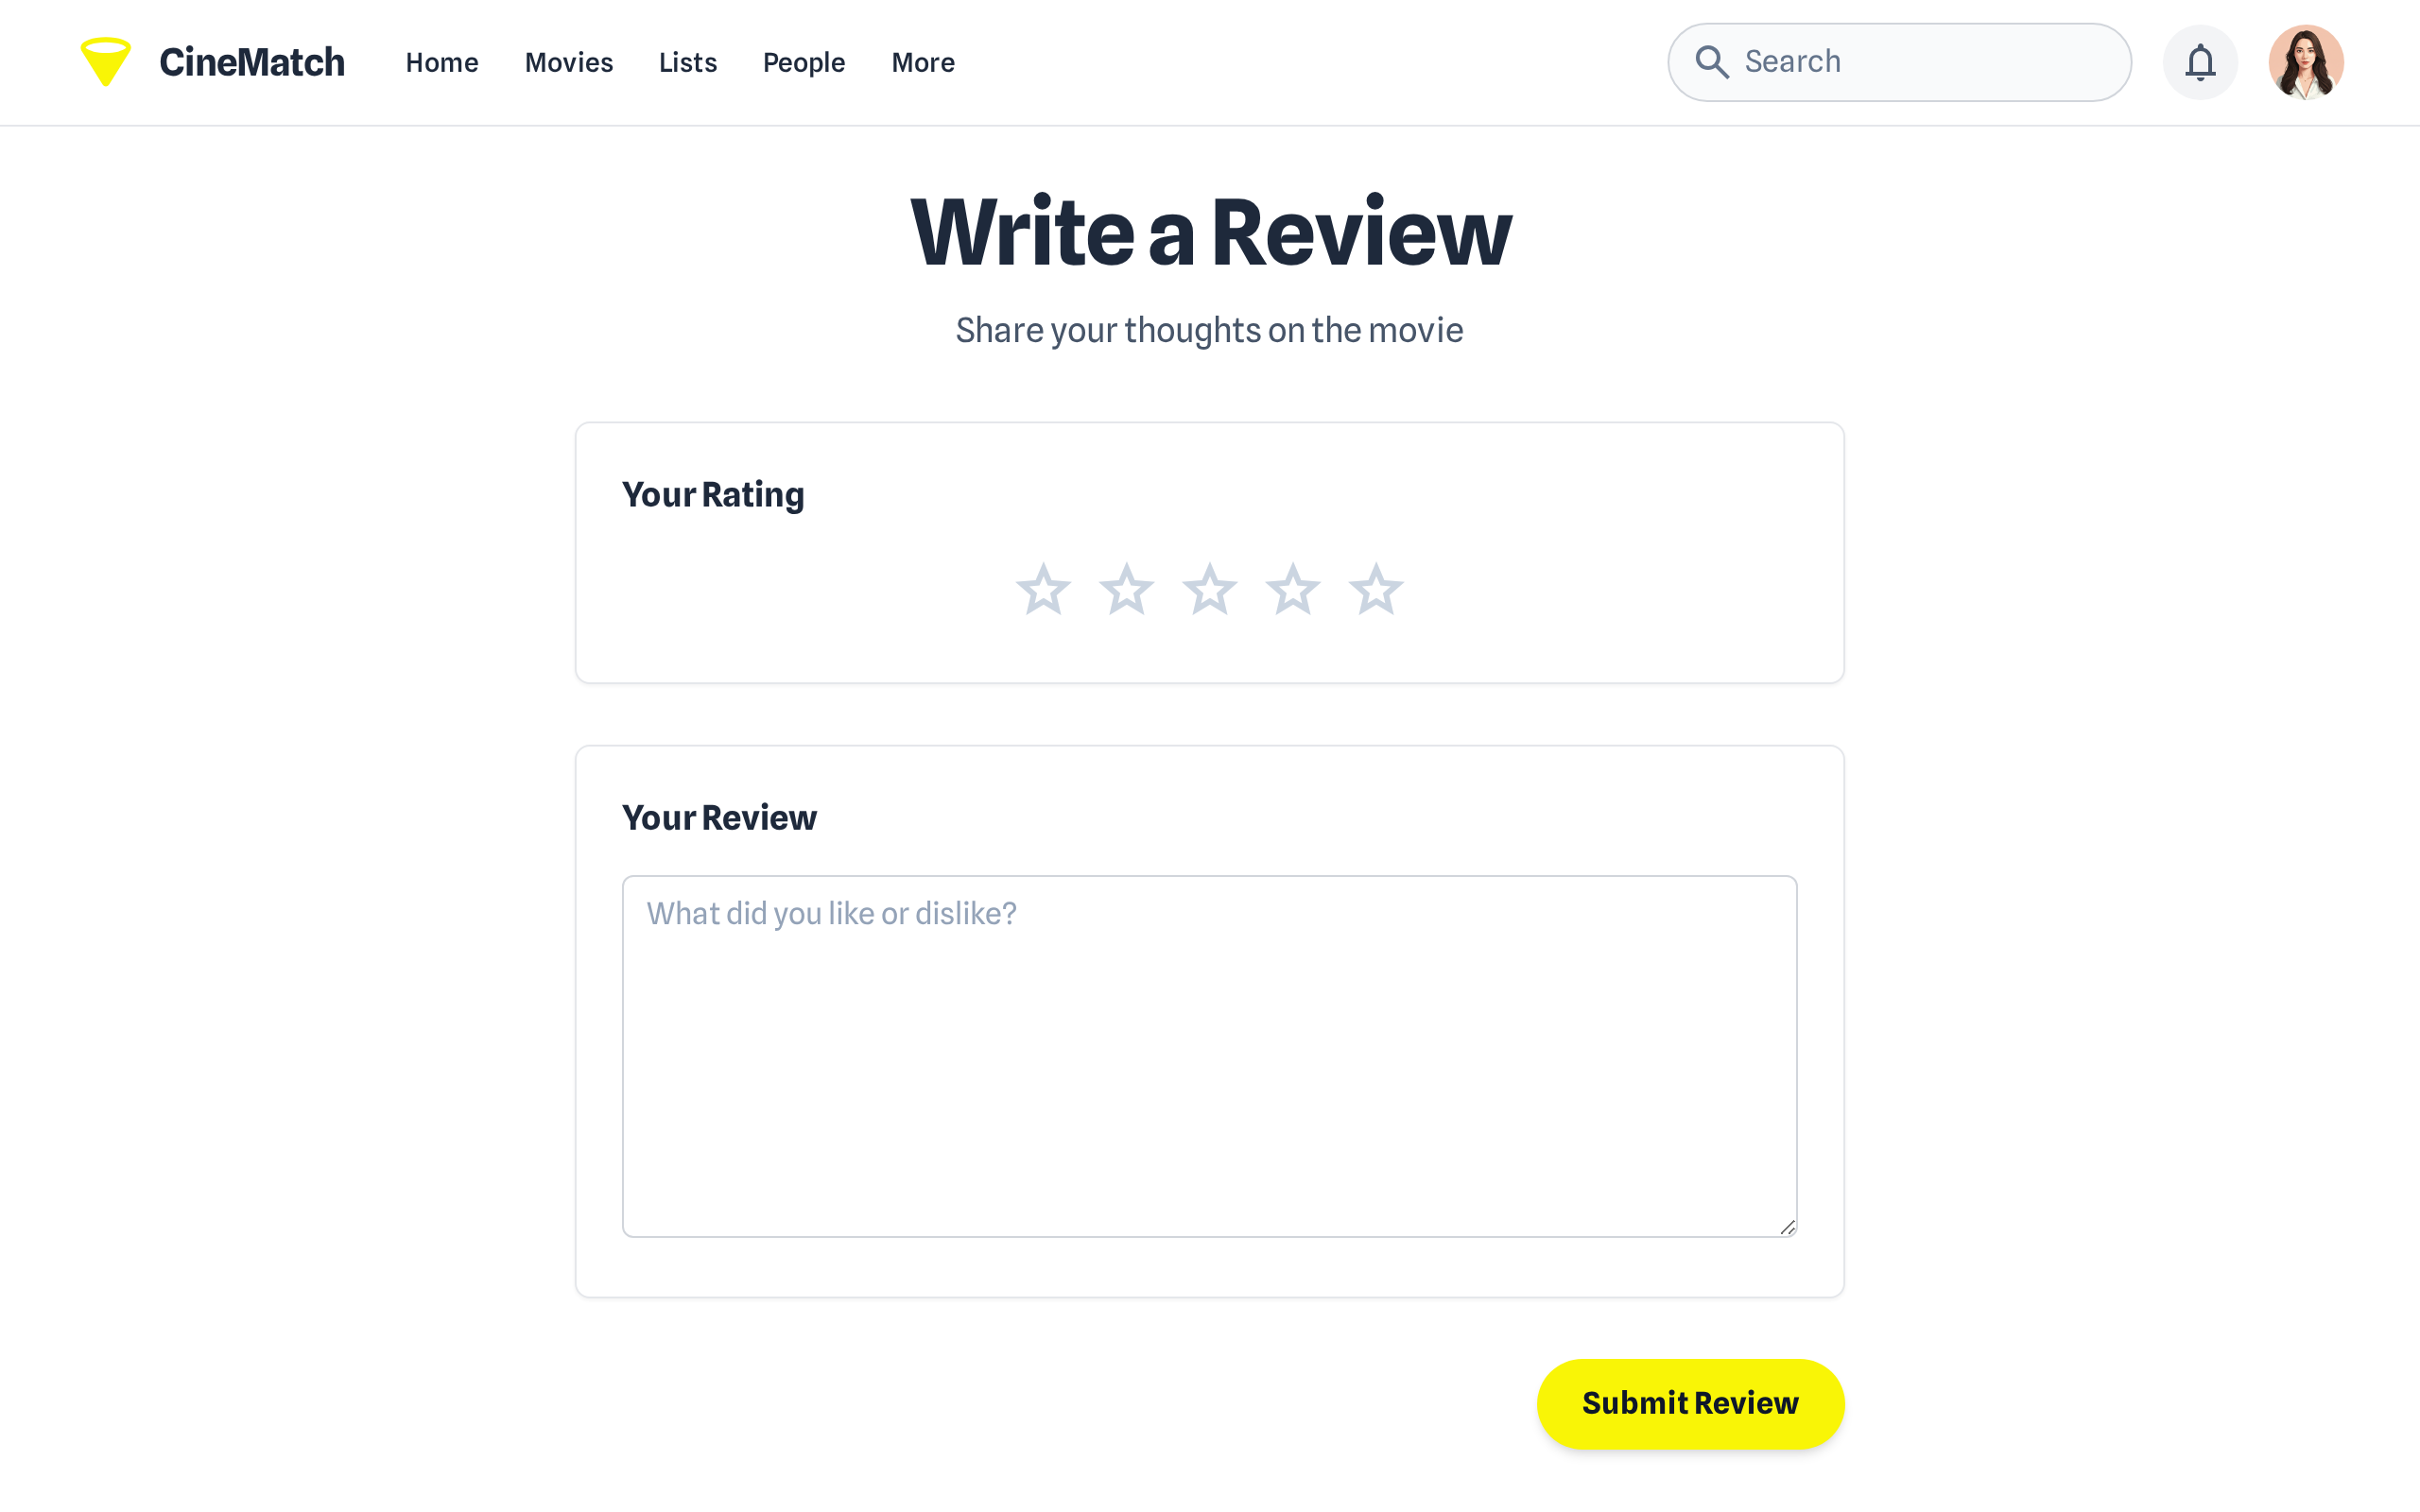 CineMatch
Home
Movies
Lists
People
More
Search
Write a Review
Share your thoughts on the movie
Your Rating
Your Review
What did you like or dislike?
Submit Review